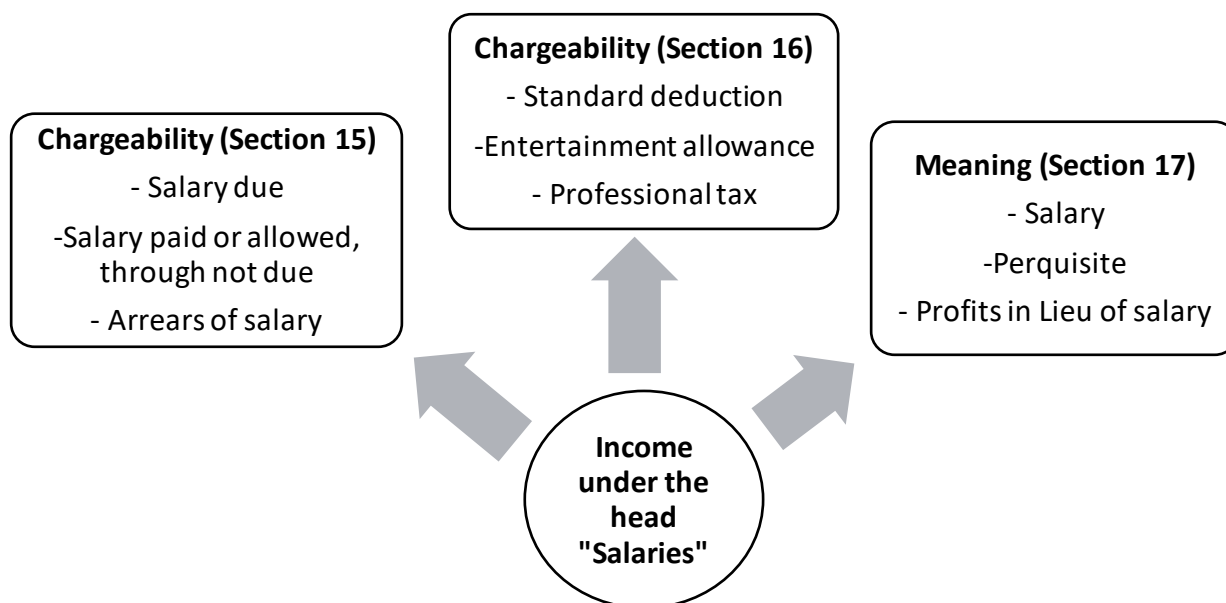 Chargeability (Section 16)
- Standard deduction
-Entertainment allowance
- Professional tax
Chargeability (Section 15)
- Salary due
-Salary paid or allowed,
through not due
- Arrears of salary
Meaning (Section 17)
- Salary
-Perquisite
- Profits in Lieu of salary
Income
under the
head
"Salaries"